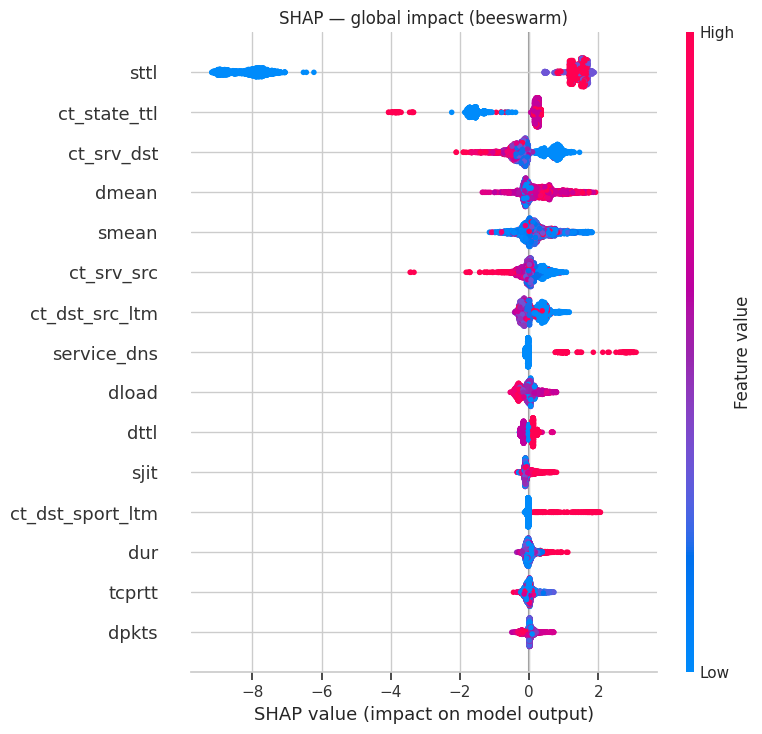 SHAP — global impact (beeswarm)
High
sttl
ct_state_ttl
ct_srv_dst
dmean
smean
ct_srv_src
ct_dst_src_ltm
service_dns
dload
dttl
sjit
ct_dst_sport_ltm
dur
tcprtt
dpkts
Feature value
Low
−8 −6 −4 −2 0 2
SHAP value (impact on model output)